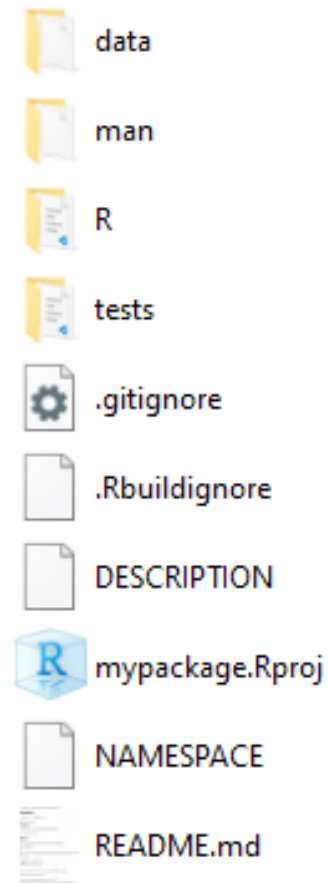 data
man
R
tests
.gitignore
.Rbuildignore
DESCRIPTION
mypackage.Rproj
NAMESPACE
README.md